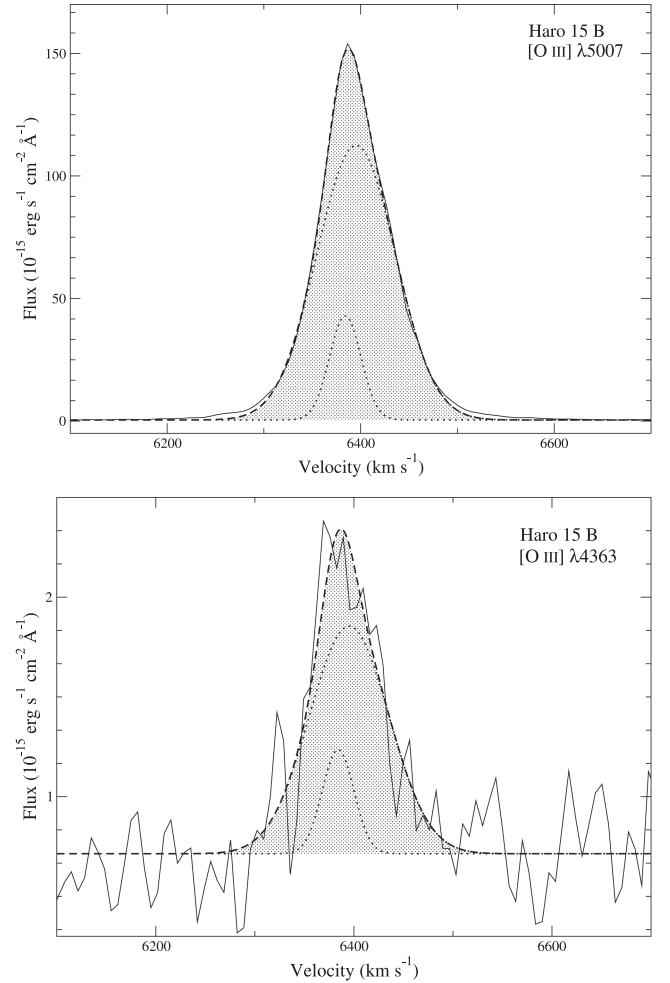 Haro 15 B
[O III] λ5007
150
100
50
0
Flux (10⁻¹⁵ erg s⁻¹ cm⁻² Å⁻¹)
6200 6400 6600
Velocity (km s⁻¹)
Haro 15 B
[O III] λ4363
2
1
Flux (10⁻¹⁵ erg s⁻¹ cm⁻² Å⁻¹)
6200 6400 6600
Velocity (km s⁻¹)